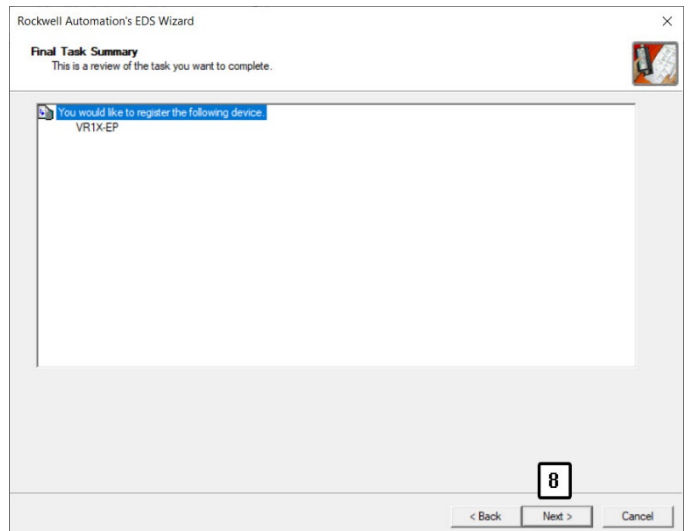 Rockwell Automation's EDS Wizard
Final Task Summary
This is a review of the task you want to complete.
You would like to register the following device.
VR1X-EP
8
< Back Next > Cancel